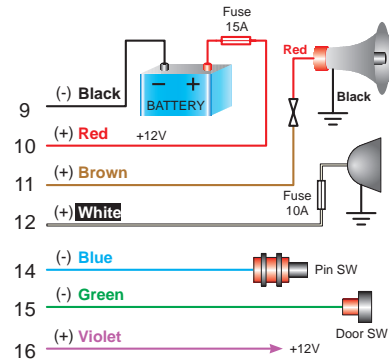 Fuse
15A
Red
Black
9 (-) Black
− +
BATTERY
10 (+) Red +12V
11 (+) Brown
Fuse
10A
12 (+) White
14 (-) Blue
Pin SW
15 (-) Green
Door SW
16 (+) Violet +12V